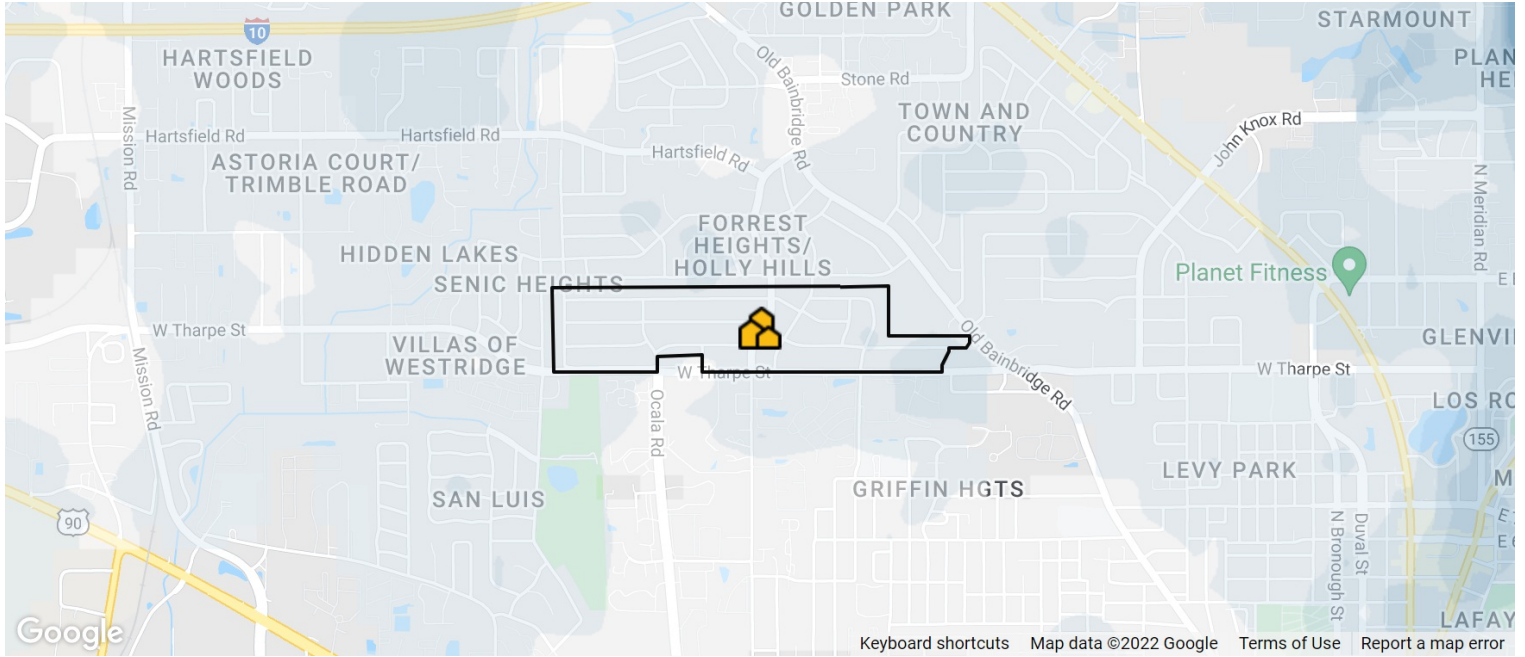 GOLDEN PARK
STARMOUNT
10
HARTSFIELD
WOODS
Old Bainbridge Rd
Stone Rd
PLAN
HE
Mission Rd
Hartsfield Rd
Hartsfield Rd
TOWN AND
COUNTRY
John Knox Rd
Hartsfield Rd
ASTORIA COURT/
TRIMBLE ROAD
N Meridian Rd
FORREST
HEIGHTS/
HOLLY HILLS
HIDDEN LAKES
SENIC HEIGHTS
Planet Fitness
E
W Tharpe St
VILLAS OF
WESTRIDGE
Old Bainbridge Rd
GLENVI
W Tharpe St
W Tharpe St
Mission Rd
Ocala Rd
LOS RO
155
LEVY PARK
SAN LUIS
GRIFFIN HGTS
M
90
N Bronough St
Duval St
E
E
LAFAY
Google
Keyboard shortcuts
Map data ©2022 Google
Terms of Use
Report a map error